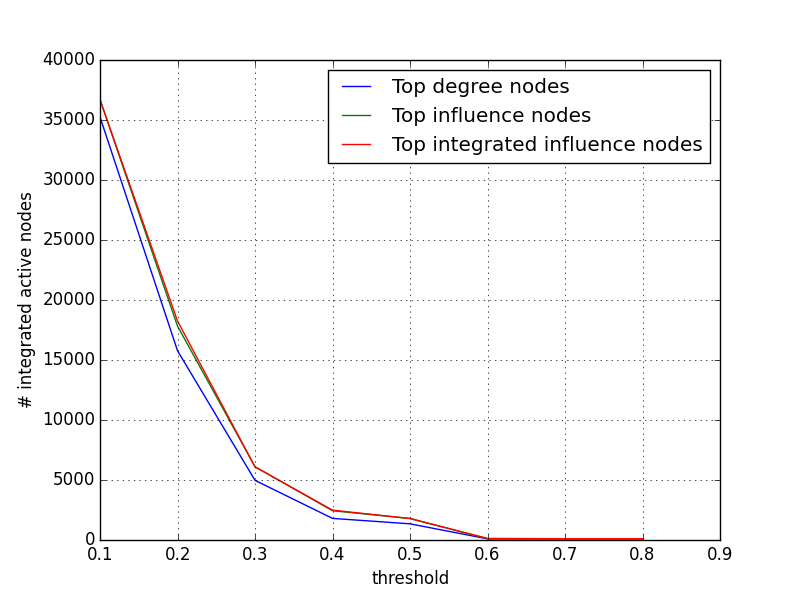 40000
35000
30000
25000
20000
15000
10000
5000
0
# integrated active nodes
Top degree nodes
Top influence nodes
Top integrated influence nodes
0.1 0.2 0.3 0.4 0.5 0.6 0.7 0.8 0.9
threshold